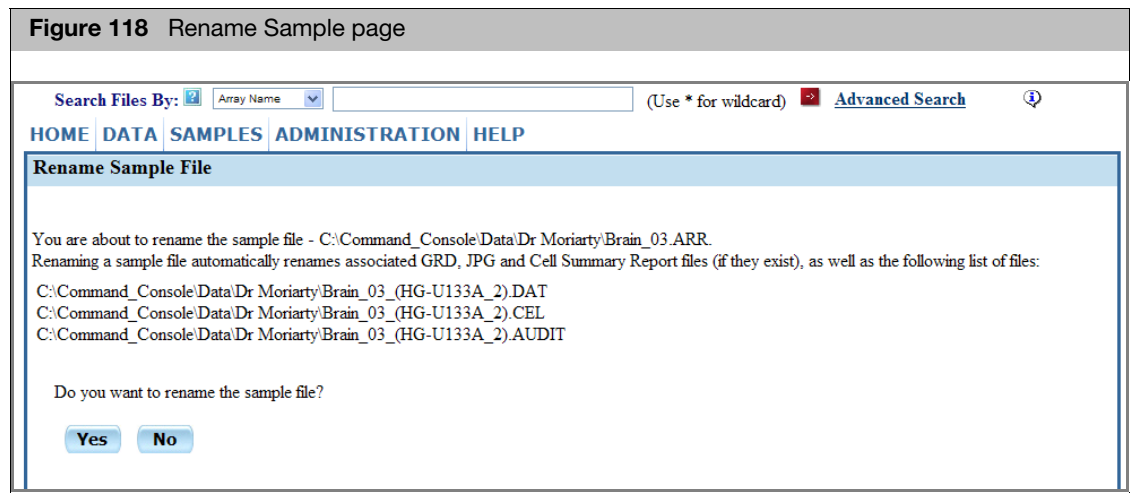 Figure 118 Rename Sample page
Search Files By: ? Array Name (Use * for wildcard) Advanced Search
HOME DATA SAMPLES ADMINISTRATION HELP
Rename Sample File
You are about to rename the sample file - C:\Command_Console\Data\Dr Moriarty\Brain_03.ARR.
Renaming a sample file automatically renames associated GRD, JPG and Cell Summary Report files (if they exist), as well as the following list of files:
C:\Command_Console\Data\Dr Moriarty\Brain_03_(HG-U133A_2).DAT
C:\Command_Console\Data\Dr Moriarty\Brain_03_(HG-U133A_2).CEL
C:\Command_Console\Data\Dr Moriarty\Brain_03_(HG-U133A_2).AUDIT
Do you want to rename the sample file?
Yes No